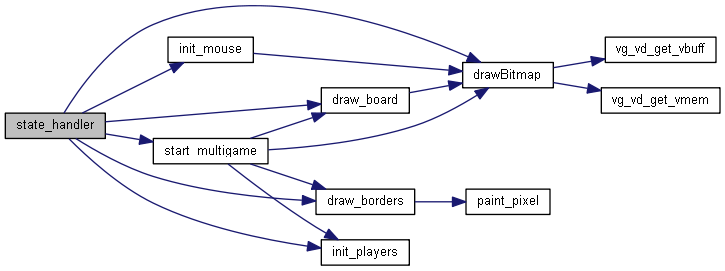 state_handler
init_mouse
start_multigame
draw_board
draw_borders
init_players
drawBitmap
paint_pixel
vg_vd_get_vbuff
vg_vd_get_vmem